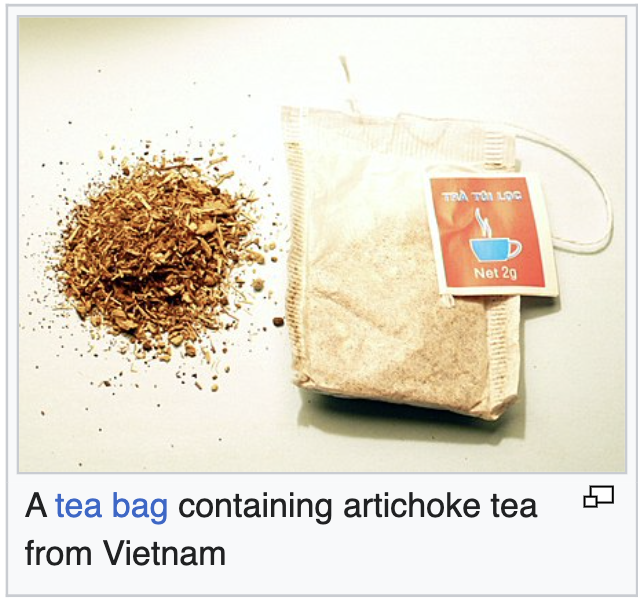 TRÀ TÚI LỌC
Net 2g
A tea bag containing artichoke tea
from Vietnam